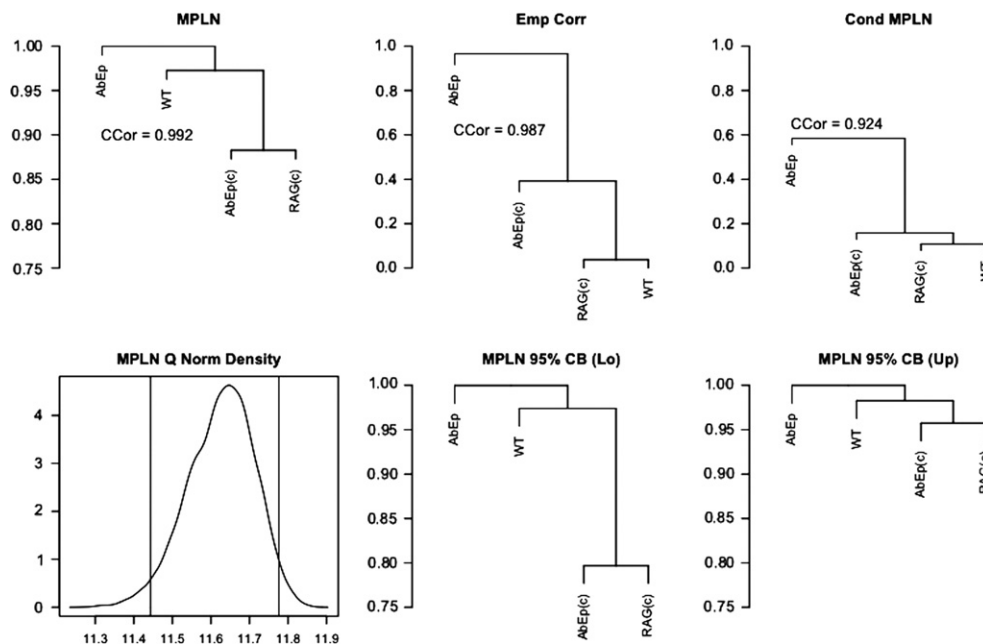 MPLN
1.00
0.95
0.90
0.85
0.80
0.75
AbEp
WT
CCor = 0.992
AbEp(c)
RAG(c)
Emp Corr
1.0
0.8
0.6
0.4
0.2
0.0
AbEp
CCor = 0.987
AbEp(c)
RAG(c)
WT
Cond MPLN
1.0
0.8
0.6
0.4
0.2
0.0
CCor = 0.924
AbEp
AbEp(c)
RAG(c)
WT
MPLN Q Norm Density
4
3
2
1
0
11.3 11.4 11.5 11.6 11.7 11.8 11.9
MPLN 95% CB (Lo)
1.00
0.95
0.90
0.85
0.80
0.75
AbEp
WT
AbEp(c)
RAG(c)
MPLN 95% CB (Up)
1.00
0.95
0.90
0.85
0.80
0.75
AbEp
WT
AbEp(c)
RAG(c)